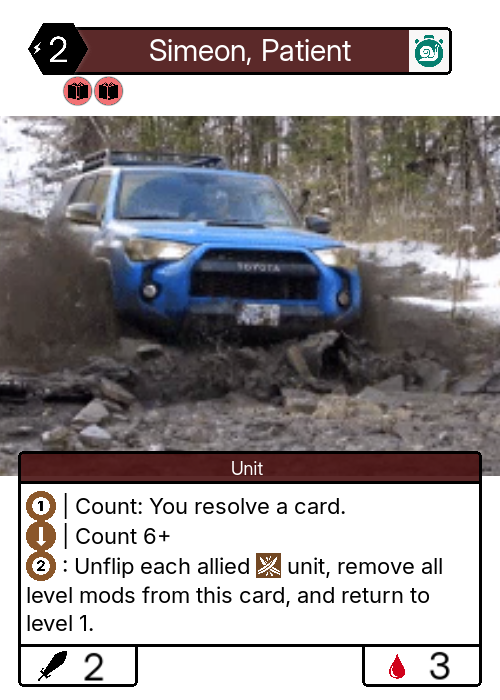 2
Simeon, Patient
TOYOTA
Unit
1 | Count: You resolve a card.
| Count 6+
2 : Unflip each allied unit, remove all
level mods from this card, and return to
level 1.
2
3